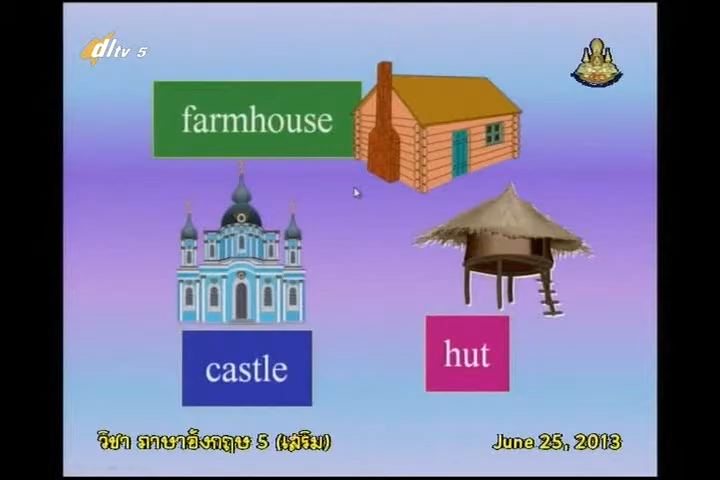 dltv 5
farmhouse
castle
hut
วิชา ภาษาอังกฤษ 5 (เสริม)
June 25, 2013